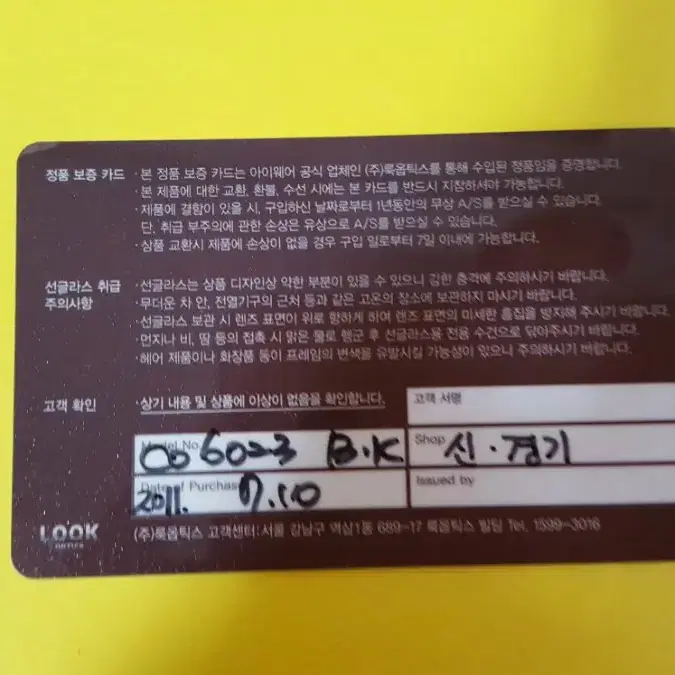 정품 보증 카드 · 본 정품 보증 카드는 아이웨어 공식 업체인 (주)룩옵틱스를 통해 수입된 정품임을 증명합니다.
· 본 제품에 대한 교환, 환불, 수선 시에는 본 카드를 반드시 지참하셔야 가능합니다.
· 제품에 결함이 있을 시, 구입하신 날짜로부터 1년동안의 무상 A/S를 받으실 수 있습니다.
단, 취급 부주의에 관한 손상은 유상으로 A/S를 받으실 수 있습니다.
· 상품 교환시 제품에 손상이 없을 경우 구입 일로부터 7일 이내에 가능합니다.
선글라스 취급 · 선글라스는 상품 디자인상 약한 부분이 있을 수 있으니 강한 충격에 주의하시기 바랍니다.
주의사항 · 무더운 차 안, 전열기구의 근처 등과 같은 고온의 장소에 보관하지 마시기 바랍니다.
· 선글라스 보관 시 렌즈 표면이 위로 향하게 하여 렌즈 표면의 미세한 흠집을 방지해 주시기 바랍니다.
· 먼지나 비, 땀 등의 접촉 시 맑은 물로 헹군 후 선글라스용 전용 수건으로 닦아주시기 바랍니다.
· 헤어 제품이나 화장품 등이 프레임의 변색을 유발시킬 가능성이 있으니 주의하시기 바랍니다.
고객 확인 · 상기 내용 및 상품에 이상이 없음을 확인합니다. 고객 서명
Model No. 6023 B.K Shop 신·경기
Date of Purchase 2011. 7.10 Issued by
LOOK OPTICS (주)룩옵틱스 고객센터:서울 강남구 역삼1동 689-17 룩옵틱스 빌딩 Tel. 1599-3016